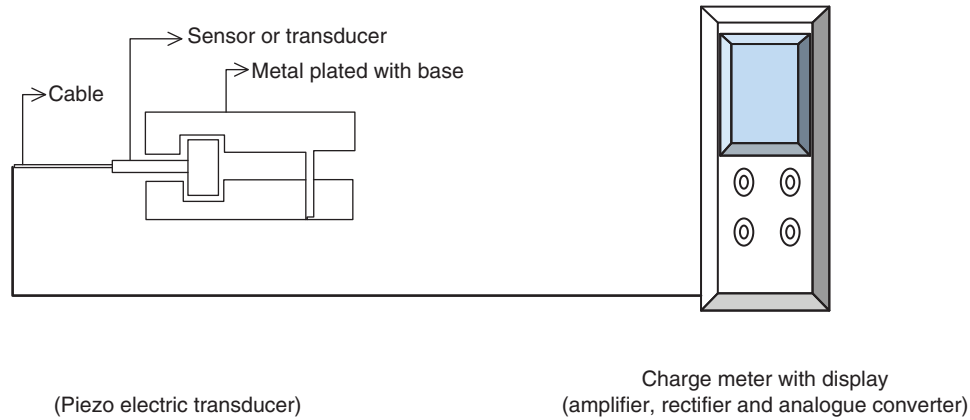 Sensor or transducer
Metal plated with base
Cable
(Piezo electric transducer)
Charge meter with display
(amplifier, rectifier and analogue converter)